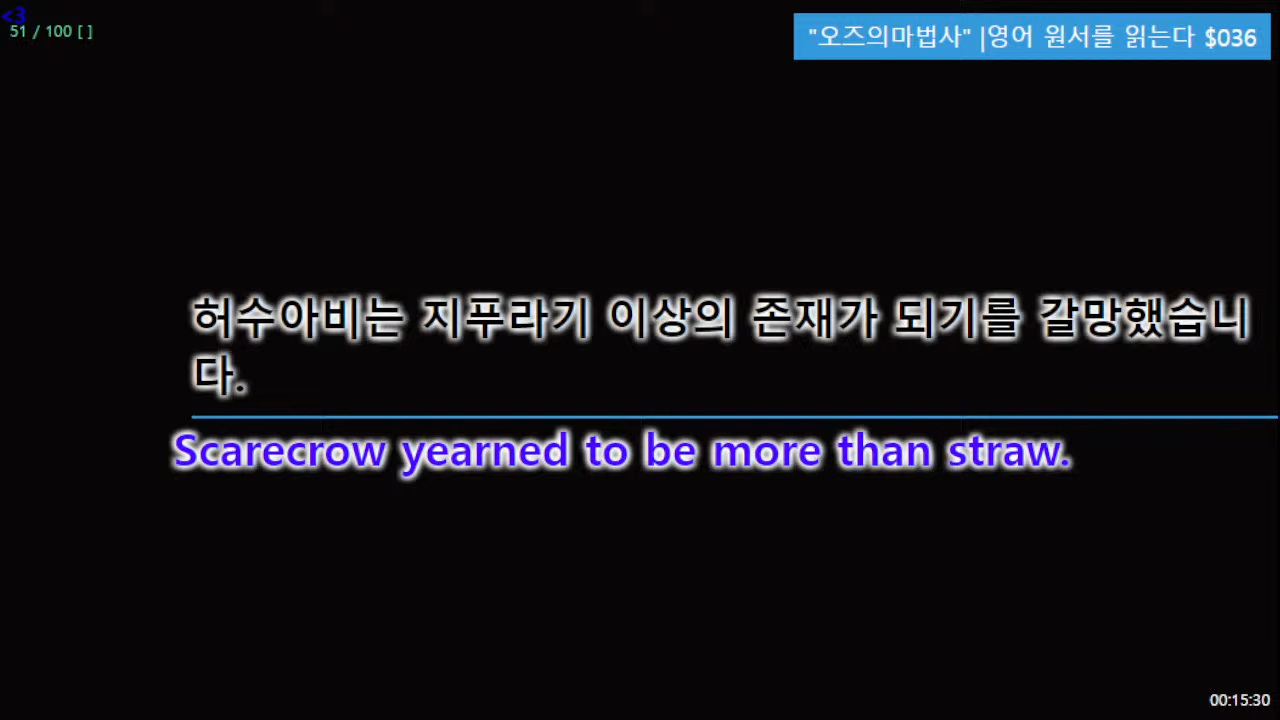 <3
51 / 100 [ ]
"오즈의마법사" |영어 원서를 읽는다 $036
허수아비는 지푸라기 이상의 존재가 되기를 갈망했습니
다.
Scarecrow yearned to be more than straw.
00:15:30